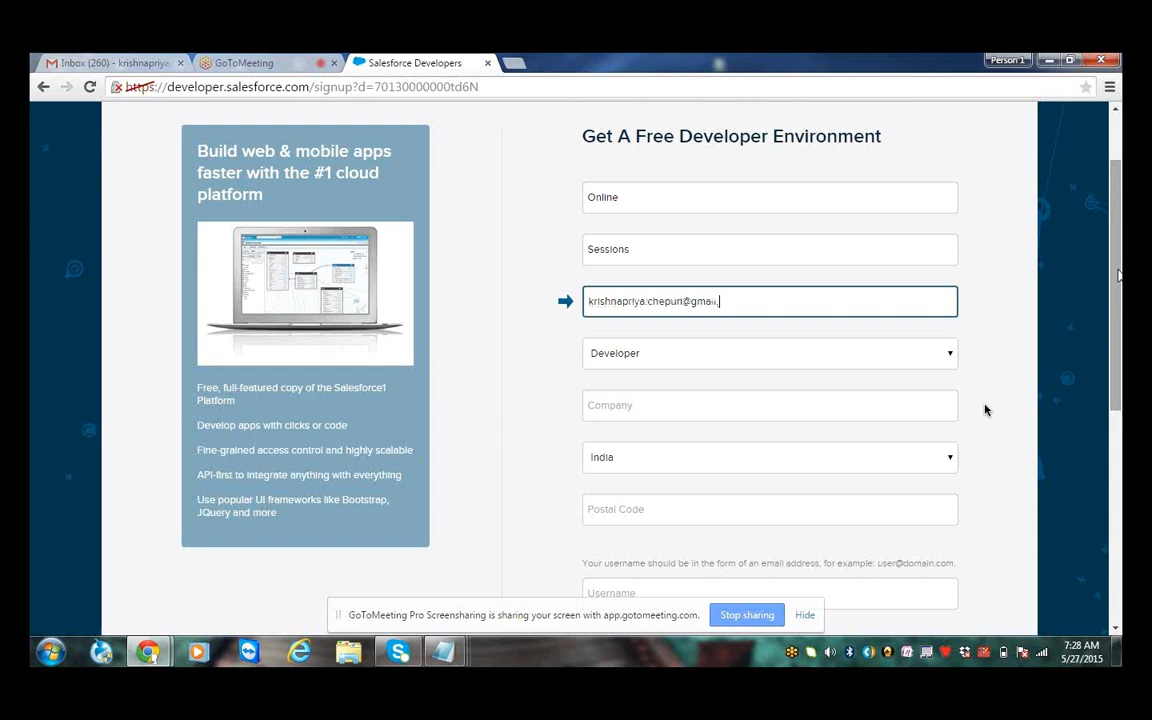 Inbox (260) - krishnapriya
GoToMeeting
Salesforce Developers
Person 1
https://developer.salesforce.com/signup?d=70130000000td6N
Build web & mobile apps
faster with the #1 cloud
platform
Free, full-featured copy of the Salesforce1
Platform
Develop apps with clicks or code
Fine-grained access control and highly scalable
API-first to integrate anything with everything
Use popular UI frameworks like Bootstrap,
JQuery and more
Get A Free Developer Environment
Online
Sessions
krishnapriya.chepuri@gmail.
Developer
Company
India
Postal Code
Your username should be in the form of an email address, for example: user@domain.com.
Username
GoToMeeting Pro Screensharing is sharing your screen with app.gotomeeting.com.
Stop sharing
Hide
7:28 AM
5/27/2015